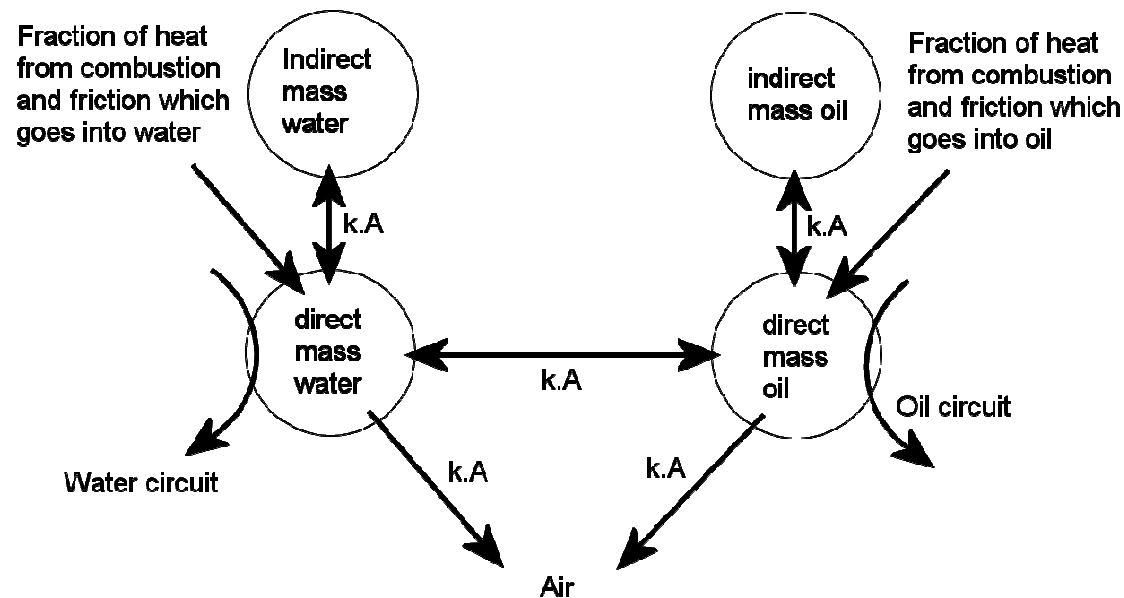 Fraction of heat
from combustion
and friction which
goes into water
Indirect
mass
water
indirect
mass oil
Fraction of heat
from combustion
and friction which
goes into oil
k.A
k.A
direct
mass
water
direct
mass
oil
k.A
Oil circuit
Water circuit
k.A
k.A
Air